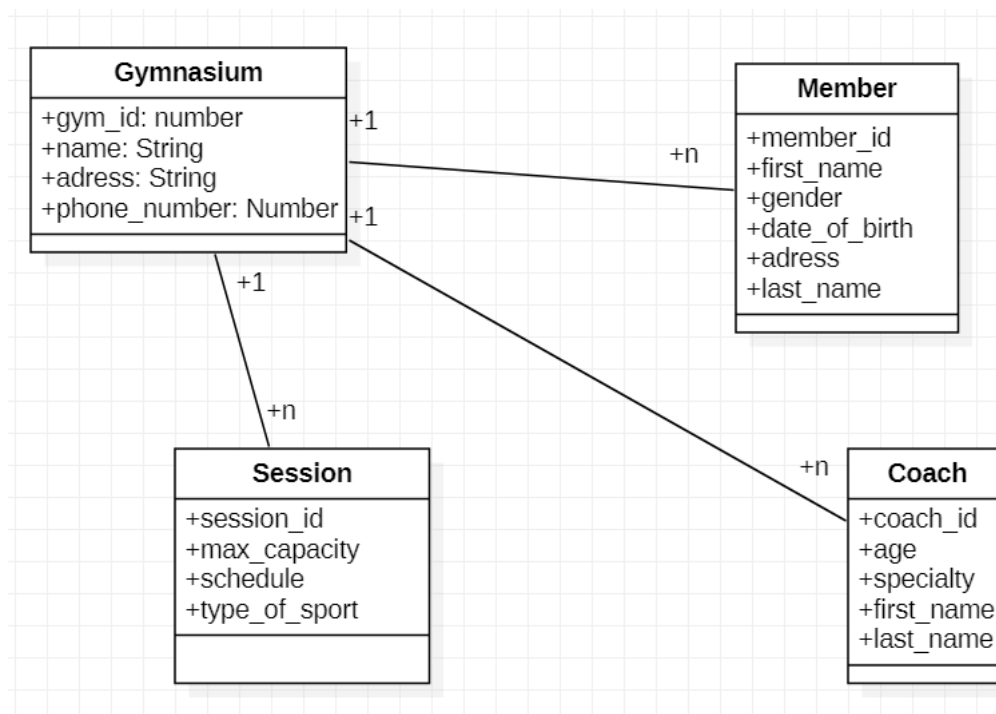 Gymnasium
+gym_id: number
+name: String
+adress: String
+phone_number: Number
+1
+n
+1
+1
+n
+n
Member
+member_id
+first_name
+gender
+date_of_birth
+adress
+last_name
Session
+session_id
+max_capacity
+schedule
+type_of_sport
Coach
+coach_id
+age
+specialty
+first_name
+last_name